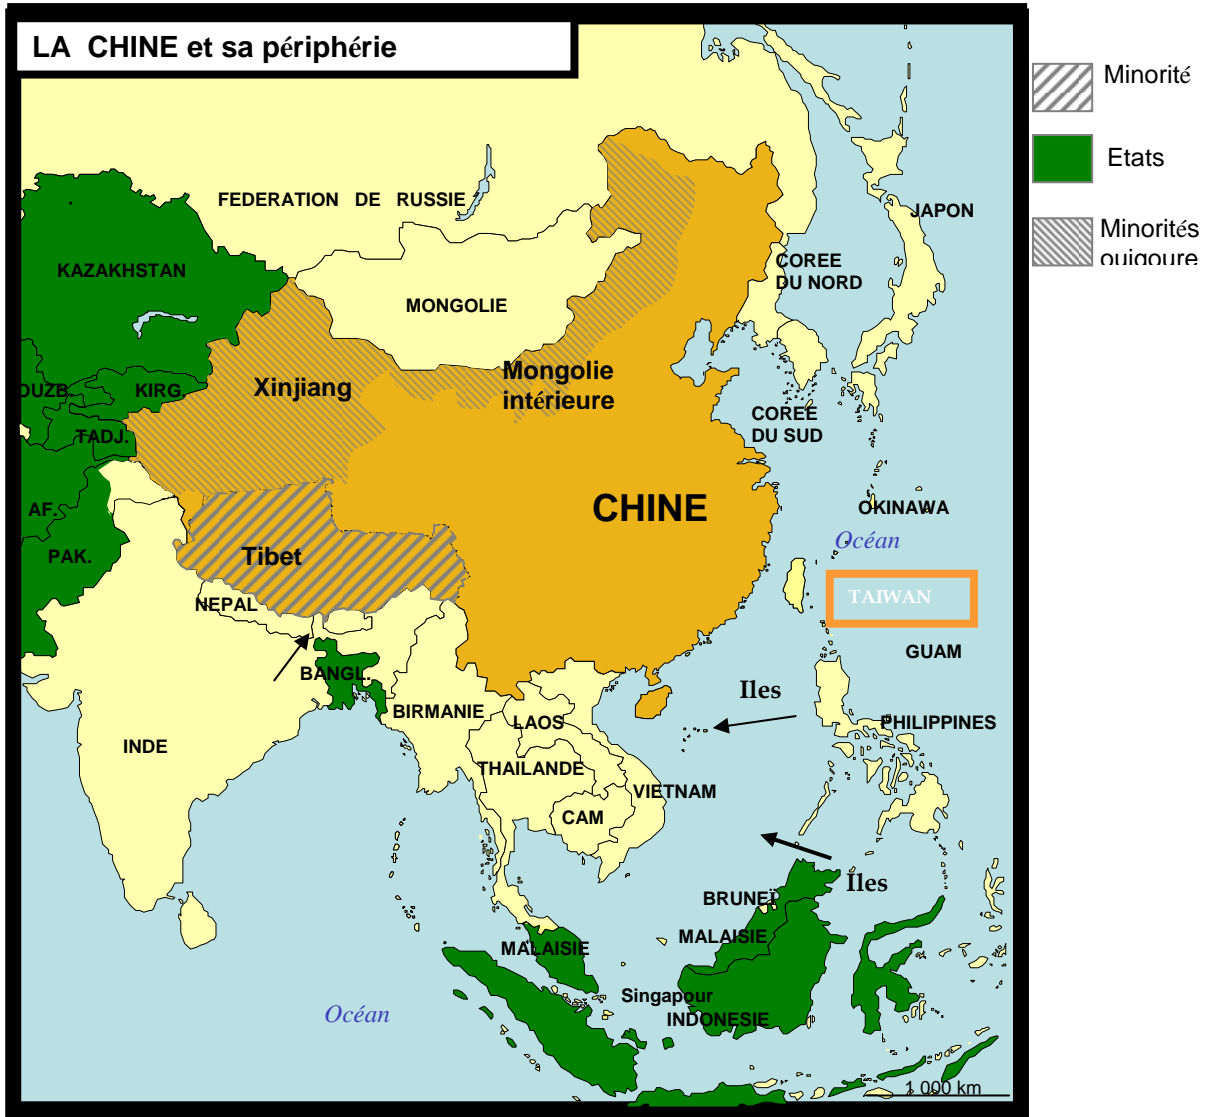 LA CHINE et sa périphérie
Minorité
Etats
Minorités
ouigoure
FEDERATION DE RUSSIE
JAPON
KAZAKHSTAN
COREE
DU NORD
MONGOLIE
OUZB.
KIRG.
Xinjiang
Mongolie
intérieure
TADJ.
COREE
DU SUD
AF.
CHINE
OKINAWA
PAK.
Tibet
Océan
NEPAL
TAIWAN
GUAM
BANGL.
Iles
BIRMANIE
LAOS
PHILIPPINES
INDE
THAILANDE
VIETNAM
CAM
Iles
BRUNEÏ
MALAISIE
MALAISIE
Singapour
INDONESIE
Océan
1 000 km